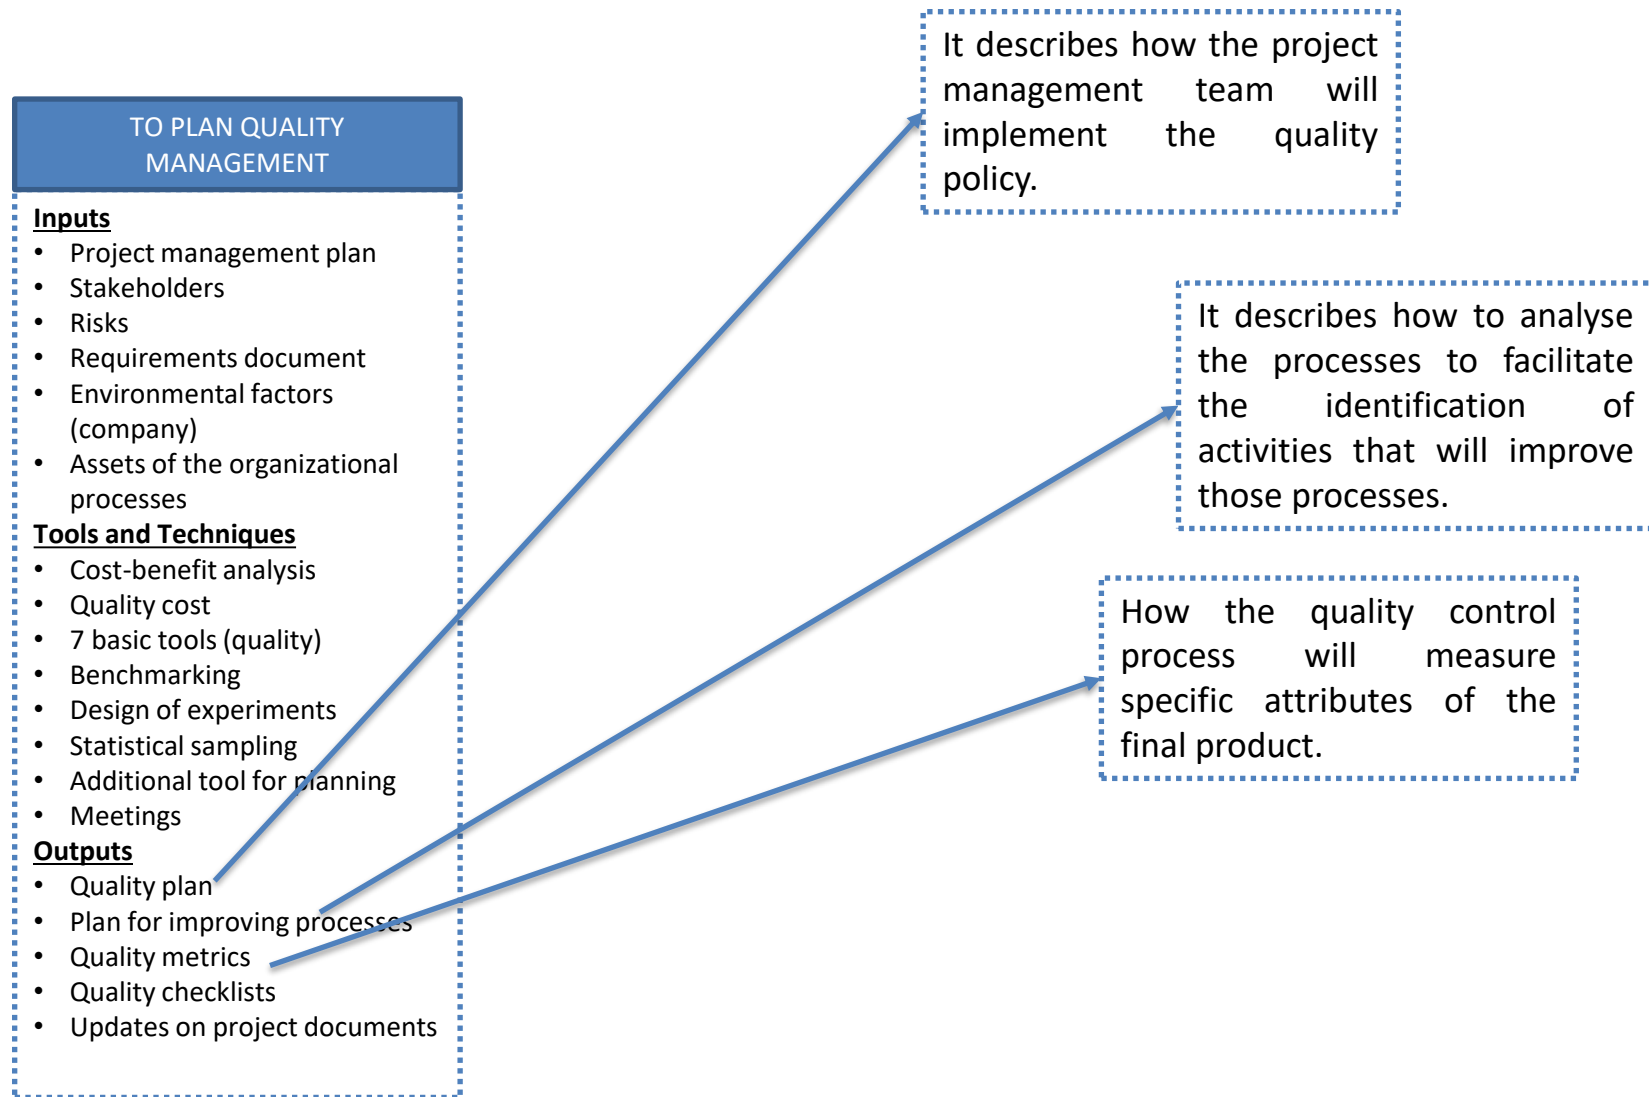 TO PLAN QUALITY
MANAGEMENT
Inputs
• Project management plan
• Stakeholders
• Risks
• Requirements document
• Environmental factors
(company)
• Assets of the organizational
processes
Tools and Techniques
• Cost-benefit analysis
• Quality cost
• 7 basic tools (quality)
• Benchmarking
• Design of experiments
• Statistical sampling
• Additional tool for planning
• Meetings
Outputs
• Quality plan
• Plan for improving processes
• Quality metrics
• Quality checklists
• Updates on project documents
It describes how the project
management team will
implement the quality
policy.
It describes how to analyse
the processes to facilitate
the identification of
activities that will improve
those processes.
How the quality control
process will measure
specific attributes of the
final product.